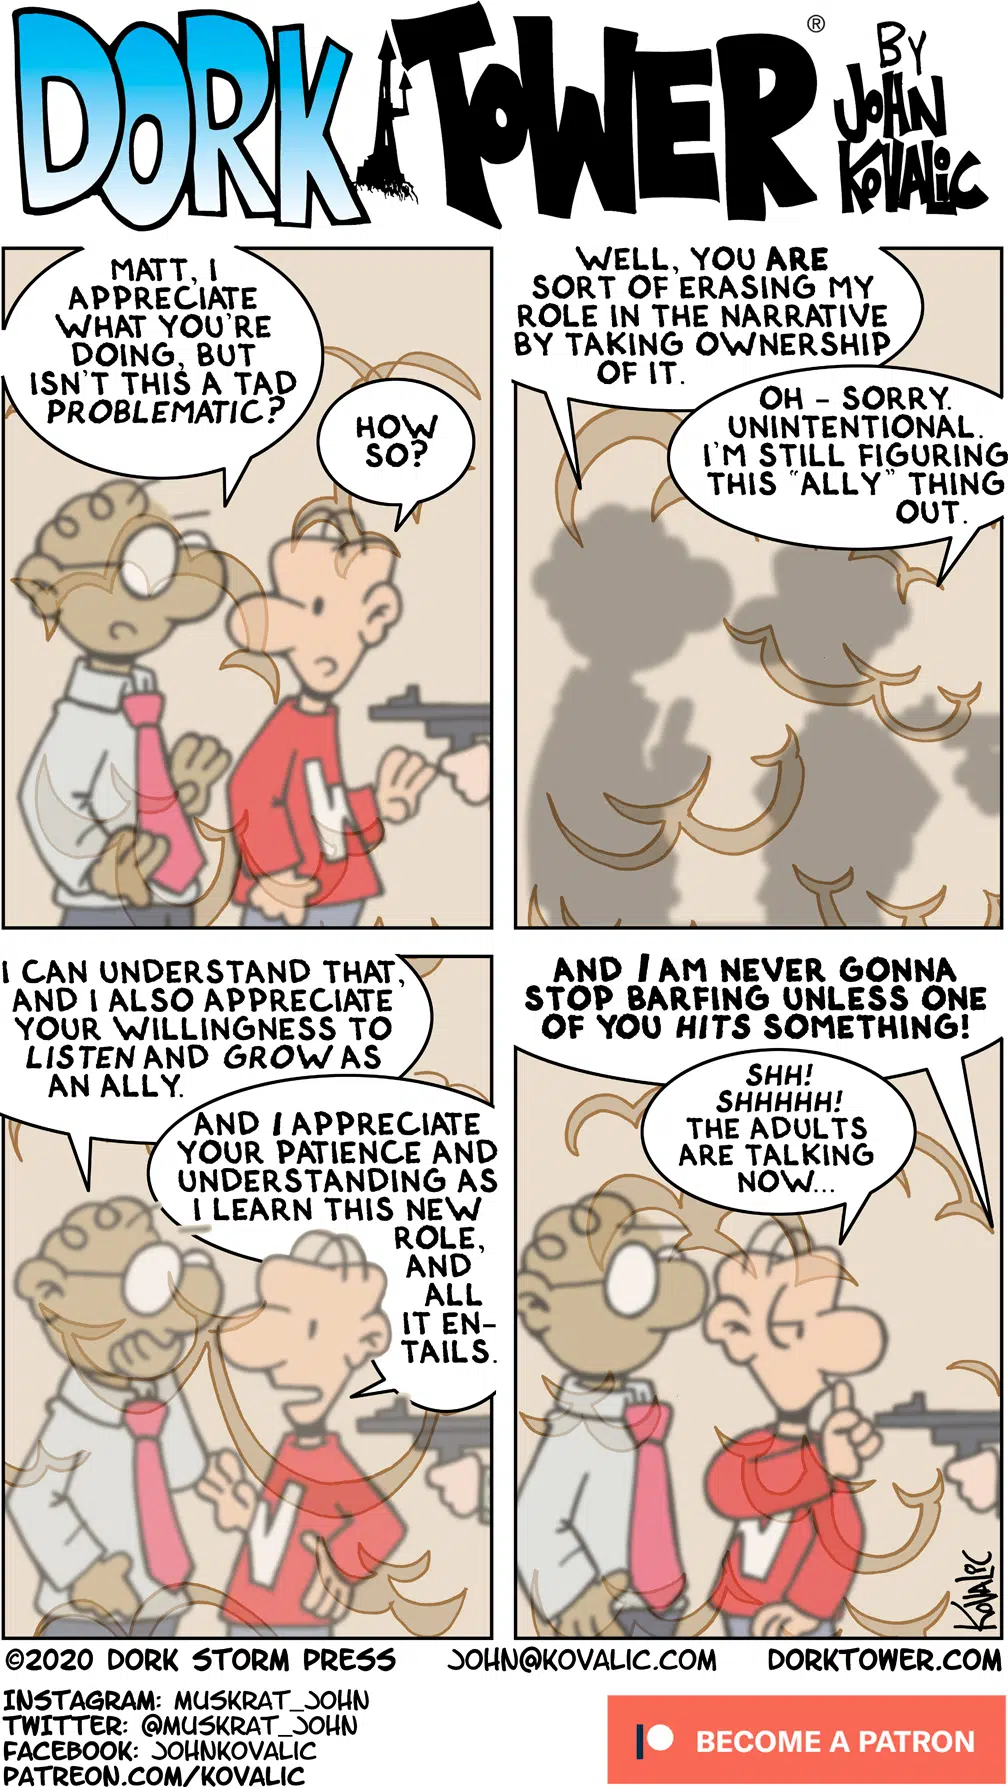 DORK TOWER®
BY
JOHN
KOVALIC
MATT, I
APPRECIATE
WHAT YOU'RE
DOING, BUT
ISN'T THIS A TAD
PROBLEMATIC?
HOW
SO?
WELL, YOU ARE
SORT OF ERASING MY
ROLE IN THE NARRATIVE
BY TAKING OWNERSHIP
OF IT.
OH – SORRY.
UNINTENTIONAL.
I'M STILL FIGURING
THIS “ALLY” THING
OUT.
I CAN UNDERSTAND THAT,
AND I ALSO APPRECIATE
YOUR WILLINGNESS TO
LISTEN AND GROW AS
AN ALLY.
AND I APPRECIATE
YOUR PATIENCE AND
UNDERSTANDING AS
I LEARN THIS NEW
ROLE,
AND
ALL
IT EN-
TAILS.
AND I AM NEVER GONNA
STOP BARFING UNLESS ONE
OF YOU HITS SOMETHING!
SHH!
SHHHHH!
THE ADULTS
ARE TALKING
NOW...
KOVALIC
©2020 DORK STORM PRESS JOHN@KOVALIC.COM DORKTOWER.COM
INSTAGRAM: MUSKRAT_JOHN
TWITTER: @MUSKRAT_JOHN
FACEBOOK: JOHNKOVALIC
PATREON.COM/KOVALIC
BECOME A PATRON